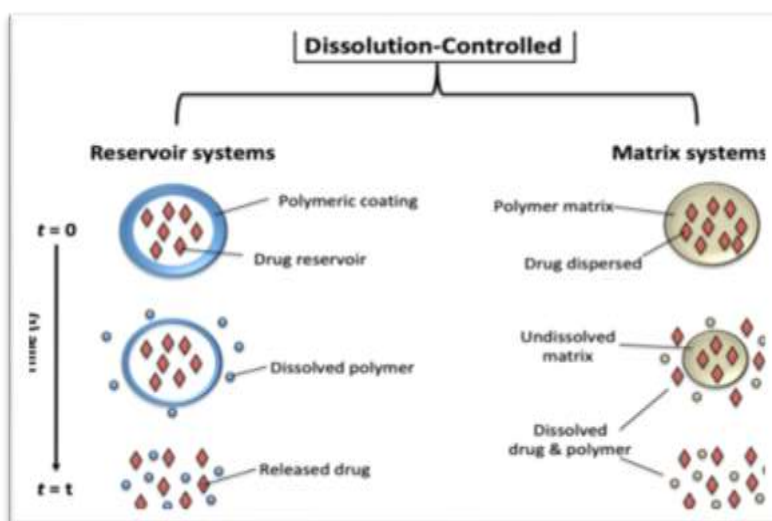 Dissolution-Controlled
Reservoir systems
Matrix systems
Polymeric coating
Polymer matrix
t = 0
Drug reservoir
Drug dispersed
Undissolved
matrix
Dissolved polymer
Dissolved
drug & polymer
Released drug
t = t